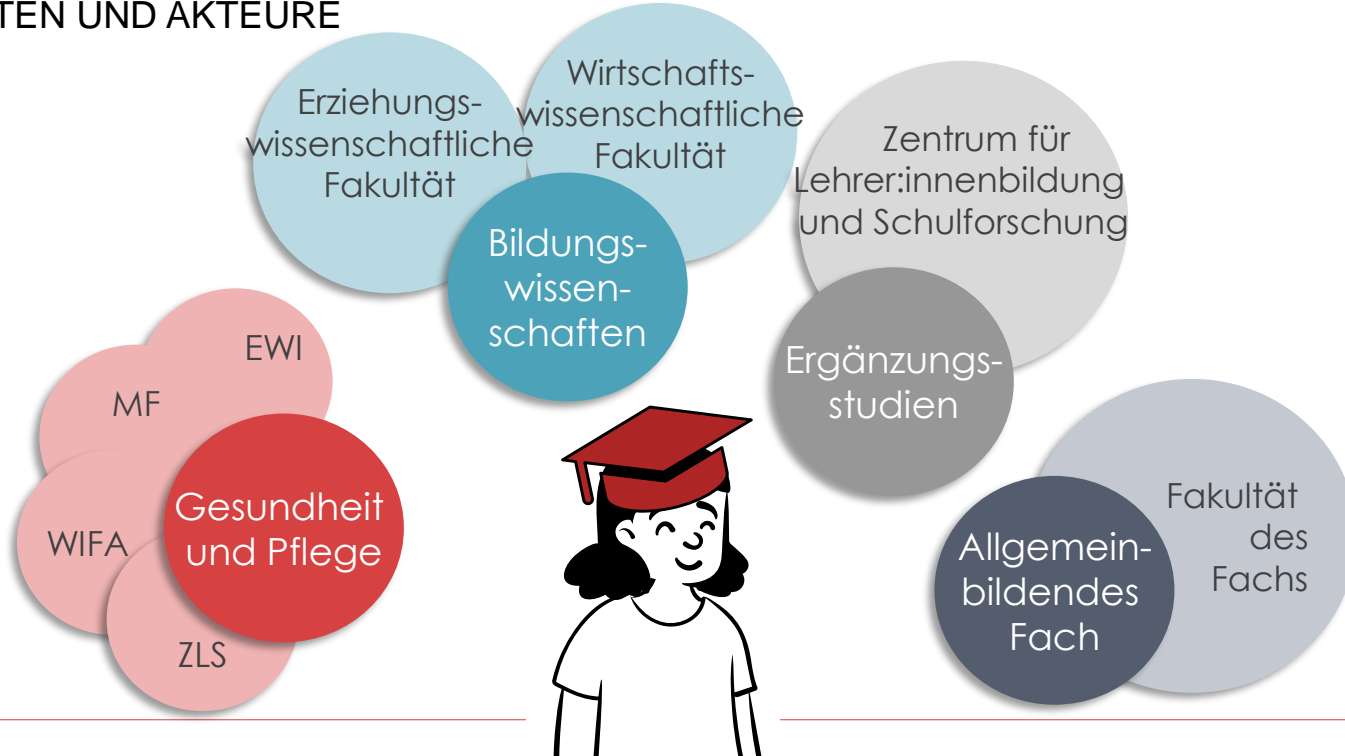 TEN UND AKTEURE
Erziehungs-
wissenschaftliche
Fakultät
Wirtschafts-
wissenschaftliche
Fakultät
Bildungs-
wissen-
schaften
Zentrum für
Lehrer:innenbildung
und Schulforschung
Ergänzungs-
studien
EWI
MF
WIFA
ZLS
Gesundheit
und Pflege
Allgemein-
bildendes
Fach
Fakultät
des
Fachs